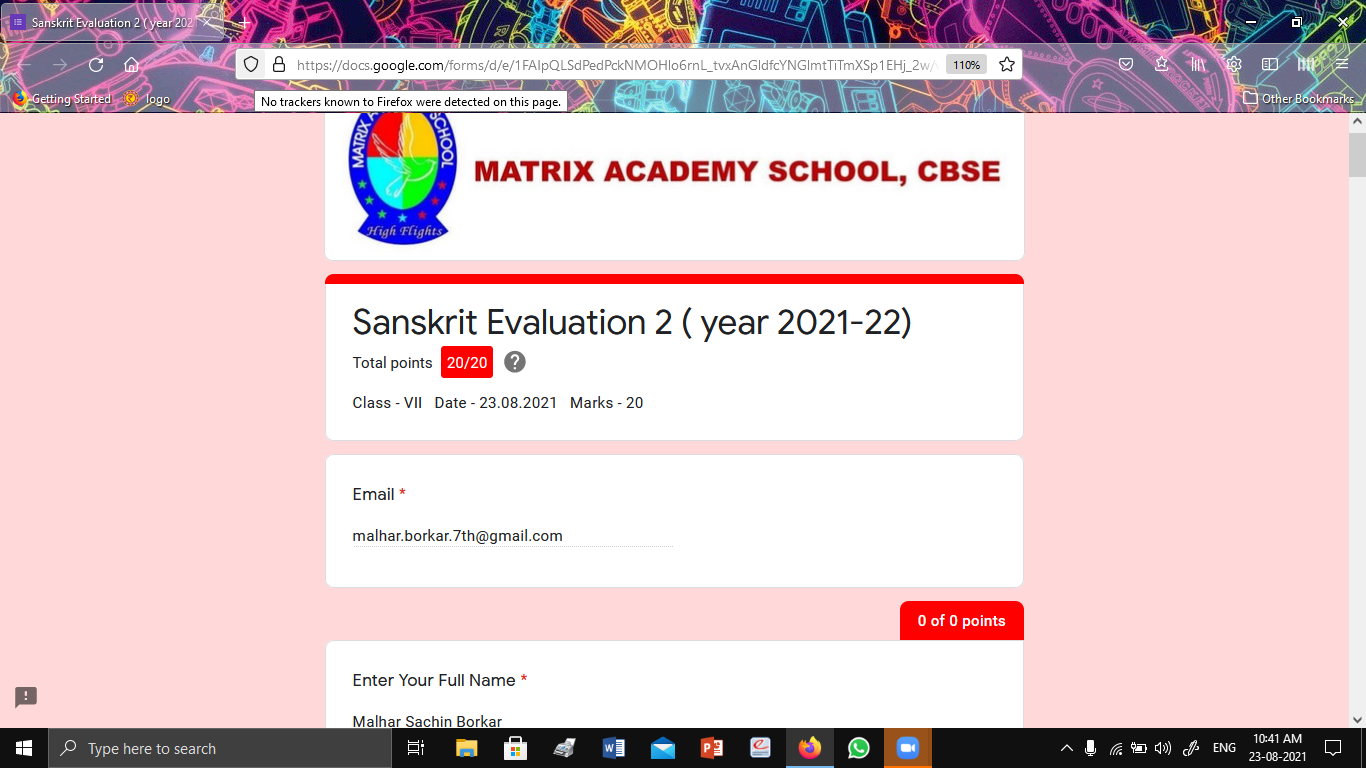 Sanskrit Evaluation 2 ( year 202
https://docs.google.com/forms/d/e/1FAIpQLSdPedPckNMOHIo6rnL_tvxAnGldfcYNGlmtTiTmXSp1EHj_2w/
110%
Getting Started
logo
Other Bookmarks
No trackers known to Firefox were detected on this page.
MATRIX A
SCHOOL
High Flights
MATRIX ACADEMY SCHOOL, CBSE
Sanskrit Evaluation 2 ( year 2021-22)
Total points 20/20
Class - VII Date - 23.08.2021 Marks - 20
Email *
malhar.borkar.7th@gmail.com
0 of 0 points
Enter Your Full Name *
Malhar Sachin Borkar
Type here to search
ENG
10:41 AM
23-08-2021